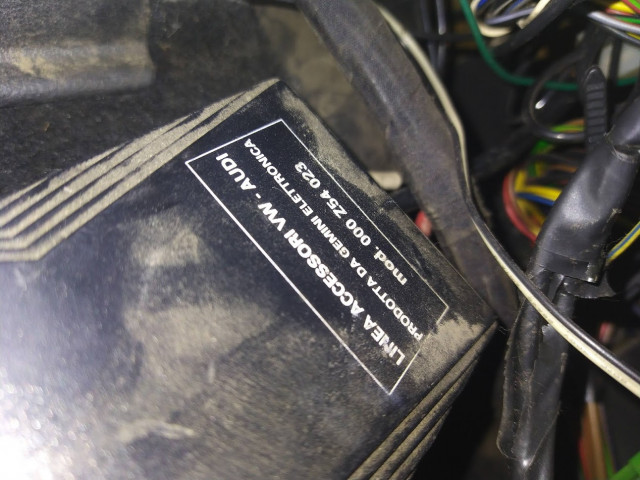 LINEA ACCESSORI VW - AUDI
PRODOTTA DA GEMINI ELETTRONICA
mod. 000 Z54 023